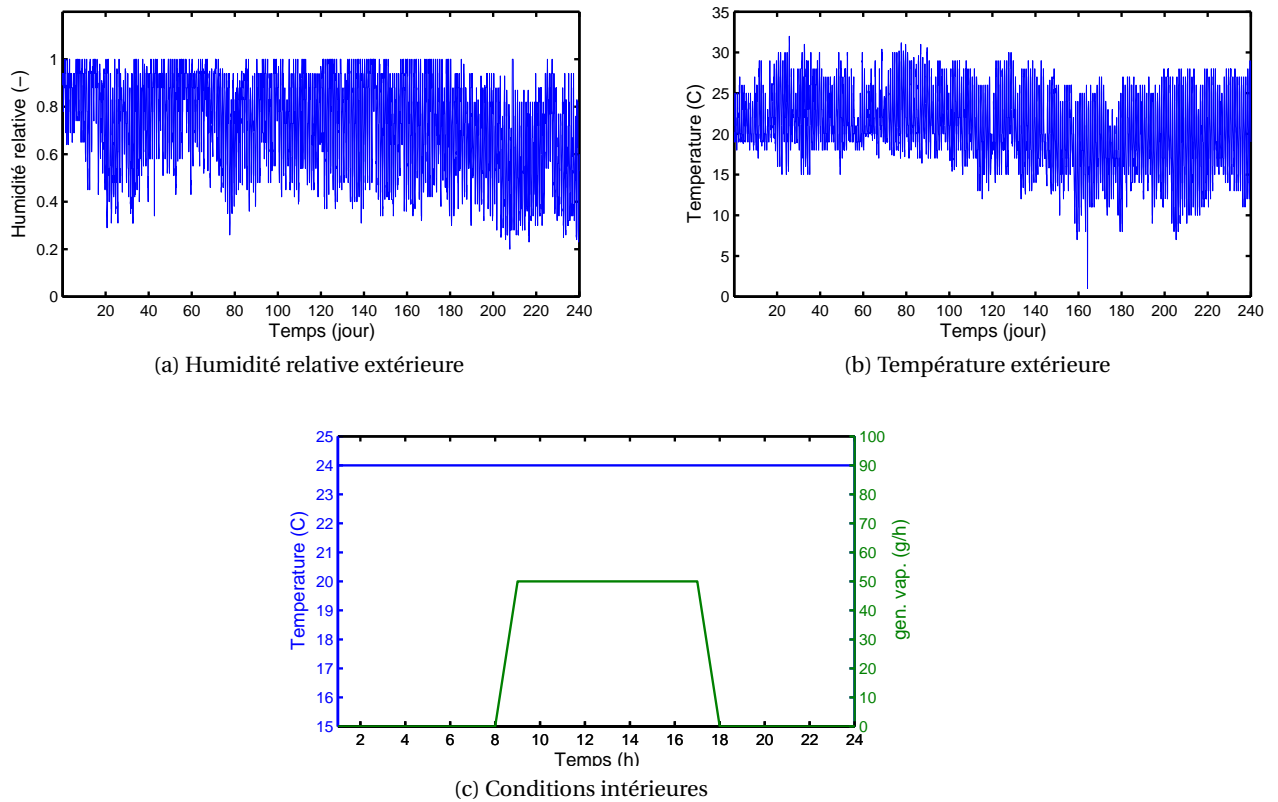 Humidité relative (−)
1
0.8
0.6
0.4
0.2
0
20 40 60 80 100 120 140 160 180 200 220 240
Temps (jour)
(a) Humidité relative extérieure
Temperature (C)
35
30
25
20
15
10
5
0
20 40 60 80 100 120 140 160 180 200 220 240
Temps (jour)
(b) Température extérieure
Temperature (C)
25
24
23
22
21
20
19
18
17
16
15
100
90
80
70
60
50
40
30
20
10
0
gen. vap. (g/h)
2 4 6 8 10 12 14 16 18 20 22 24
Temps (h)
(c) Conditions intérieures